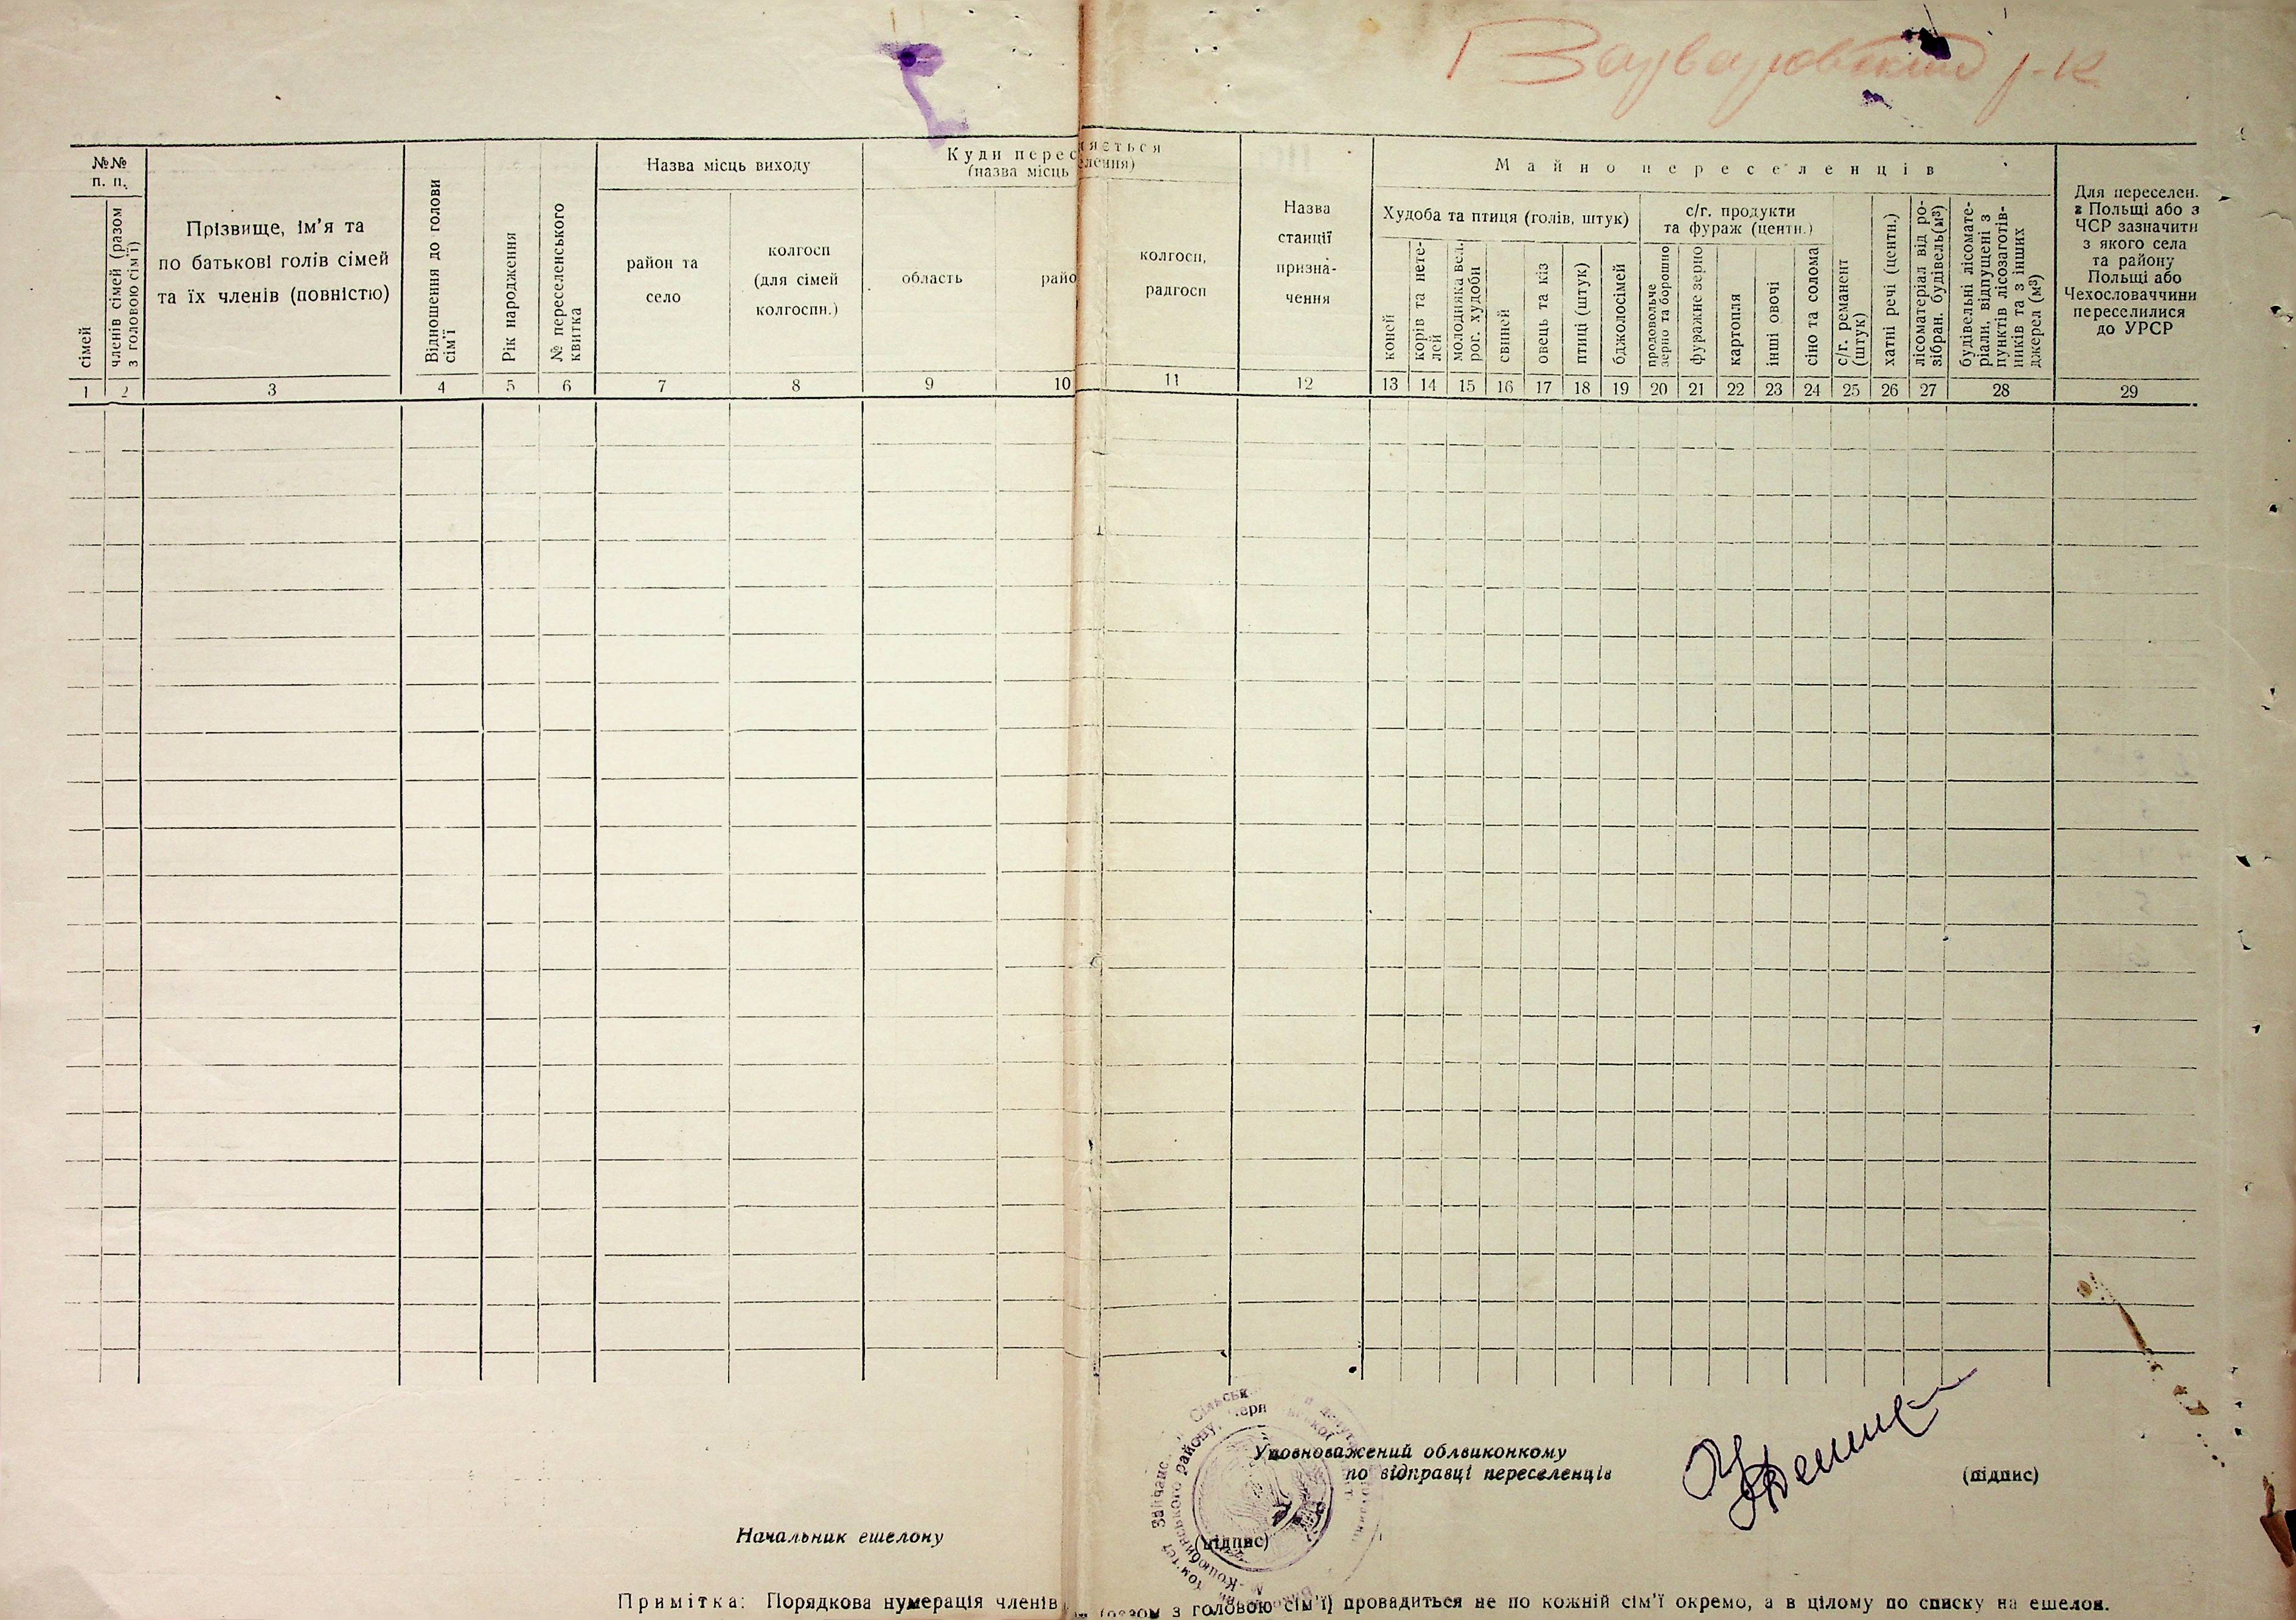 р-к
№№ п. п.
сімей
членів сімей (разом з головою сім'ї)
Прізвище, ім'я та по батькові голів сімей та їх членів (повністю)
Відношення до голови сім'ї
Рік народження
№ переселенського квитка
Назва місць виходу
район та село
колгосп (для сімей колгоспн.)
Куди перес яється
(назва місць лення)
область
райо
колгосп, радгосп
Назва станції призначення
Майно переселенців
Худоба та птиця (голів, штук)
коней
корів та нетелей
молодняка вел. рог. худоби
свиней
овець та кіз
птиці (штук)
бджолосімей
с/г. продукти та фураж (центн.)
продовольче зерно та борошно
фуражне зерно
картопля
інші овочі
сіно та солома
с/г. реманент (штук)
хатні речі (центн.)
лісоматеріал від розібран. будівель (м³)
будівельні лісоматеріали, відпущені з пунктів лісозаготівників та з інших джерел (м³)
Для переселен. з Польщі або з ЧСР зазначити з якого села та району Польщі або Чехословаччини переселилися до УРСР
1 2 3 4 5 6 7 8 9 10 11 12 13 14 15 16 17 18 19 20 21 22 23 24 25 26 27 28 29
Уповноважений облвиконкому
по відправці переселенців
(підпис)
Начальник ешелону
(підпис)
Примітка: Порядкова нумерація членів (разом з головою сім'ї) провадиться не по кожній сім'ї окремо, а в цілому по списку на ешелон.